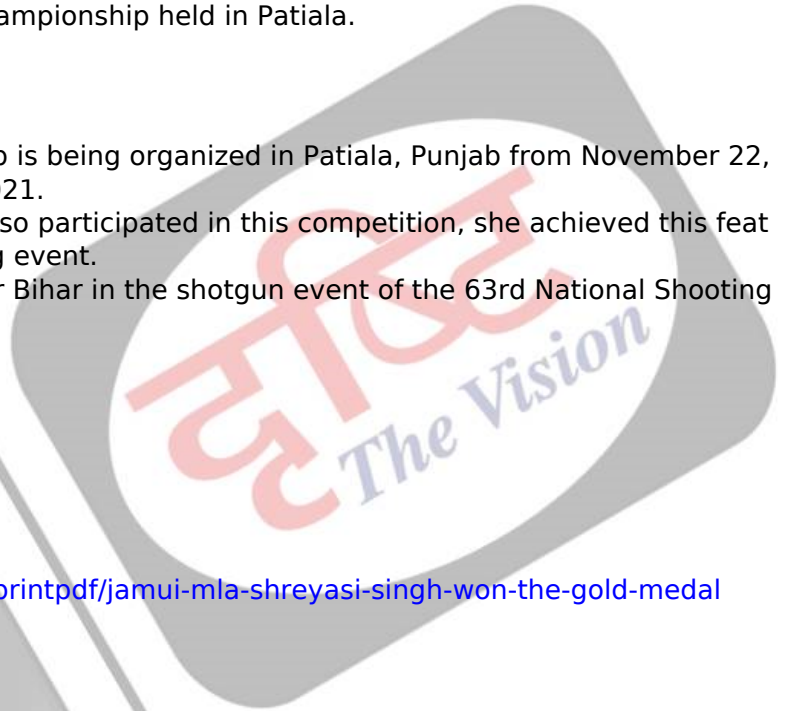 ampionship held in Patiala.
is being organized in Patiala, Punjab from November 22,
21.
so participated in this competition, she achieved this feat
event.
Bihar in the shotgun event of the 63rd National Shooting
दृष्टि
The Vision
printpdf/jamui-mla-shreyasi-singh-won-the-gold-medal